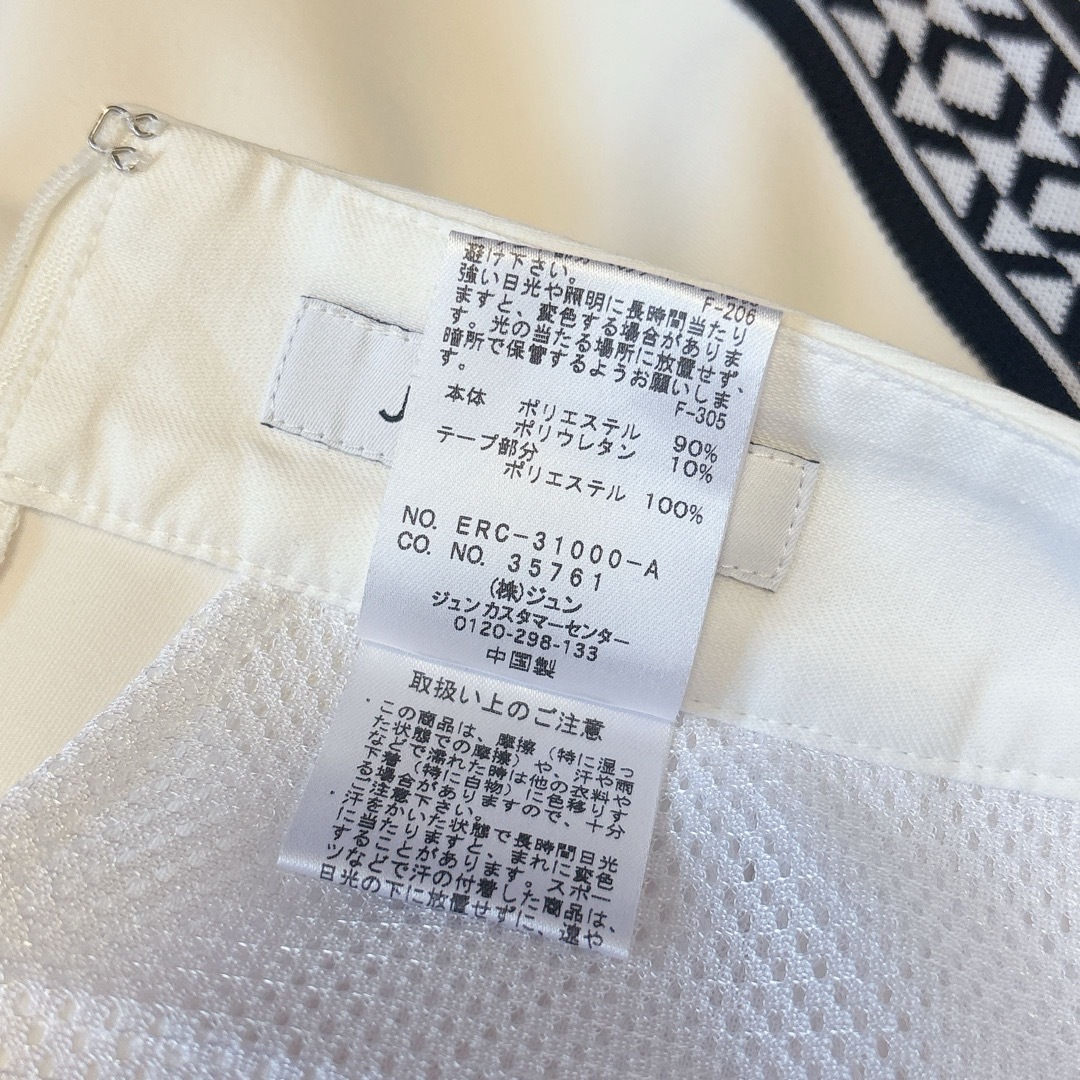 避け下さい。
F-206
強い日光や照明に長時間当たり
ますと、変色する場合がありま
す。光の当たる場所に放置せず、
暗所で保管するようお願いしま
す。
F-305
本体 ポリエステル 90%
ポリウレタン 10%
テープ部分
ポリエステル 100%
NO. ERC-31000-A
CO. NO. 35761
(株)ジュン
ジュンカスタマーセンター
0120-298-133
中国製
取扱い上のご注意
・この商品は、摩擦(特に湿っ
た状態での摩擦)や、汗や雨
などで濡れた時は他の衣料や
下着(特に白物)に色移りす
る場合がありますので、十分
ご注意下さい。
・汗をかいた状態で長時間日光
に当たりますと、まれに変色
することがあります。スポー
ツなどで汗の付着した商品は、
日光の下に放置せずに、速や
J